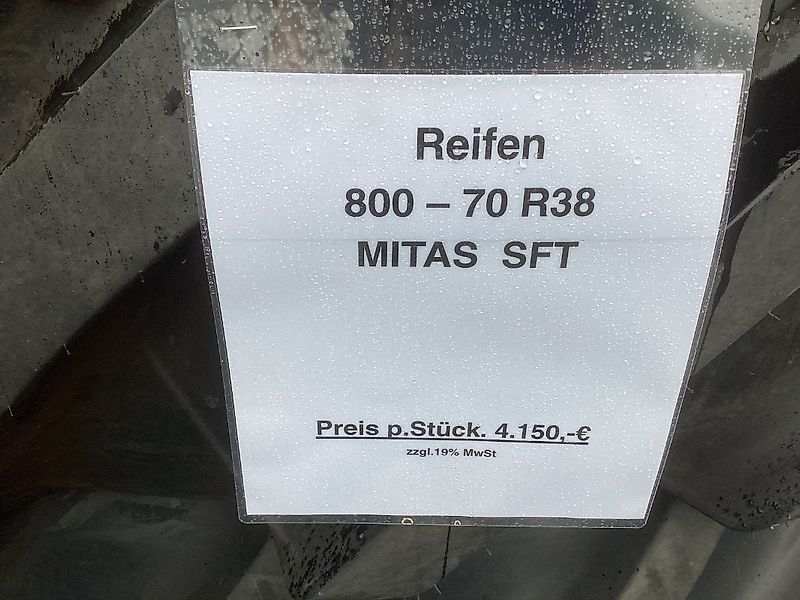 Reifen
800 – 70 R38
MITAS SFT
Preis p.Stück. 4.150,-€
zzgl.19% MwSt